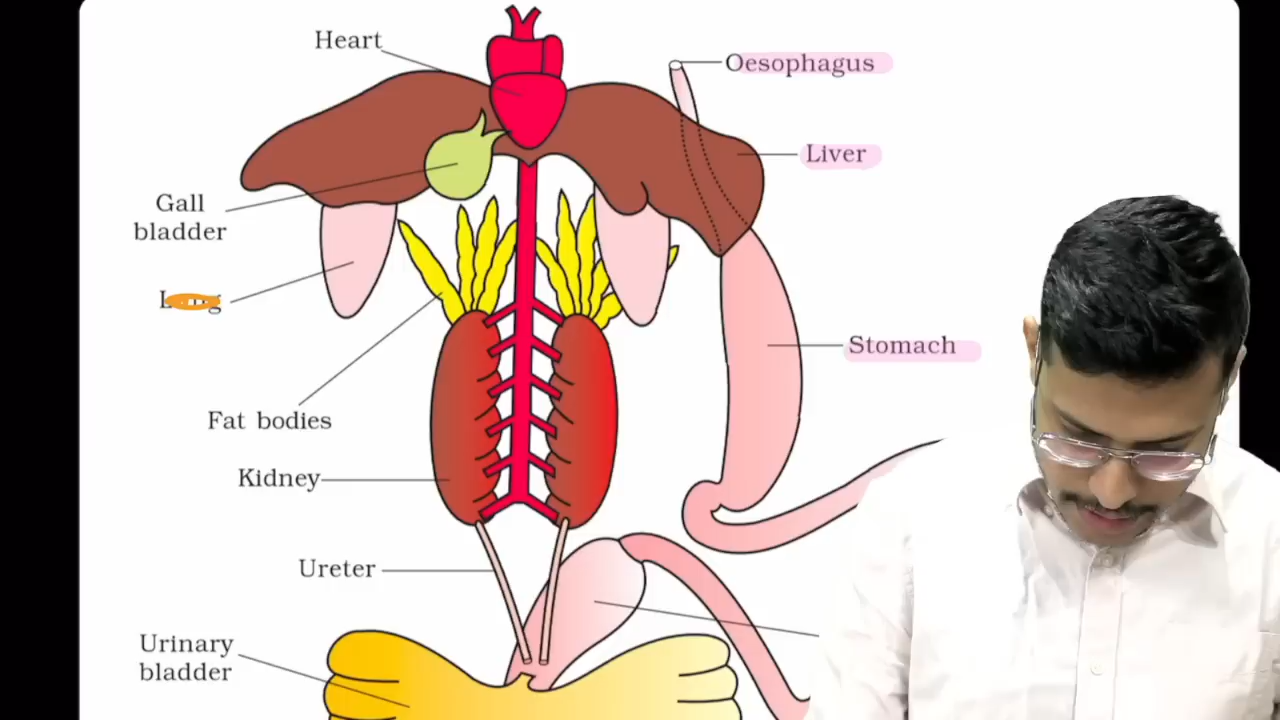 Heart
Oesophagus
Liver
Gall
bladder
Stomach
Fat bodies
Kidney
Ureter
Urinary
bladder